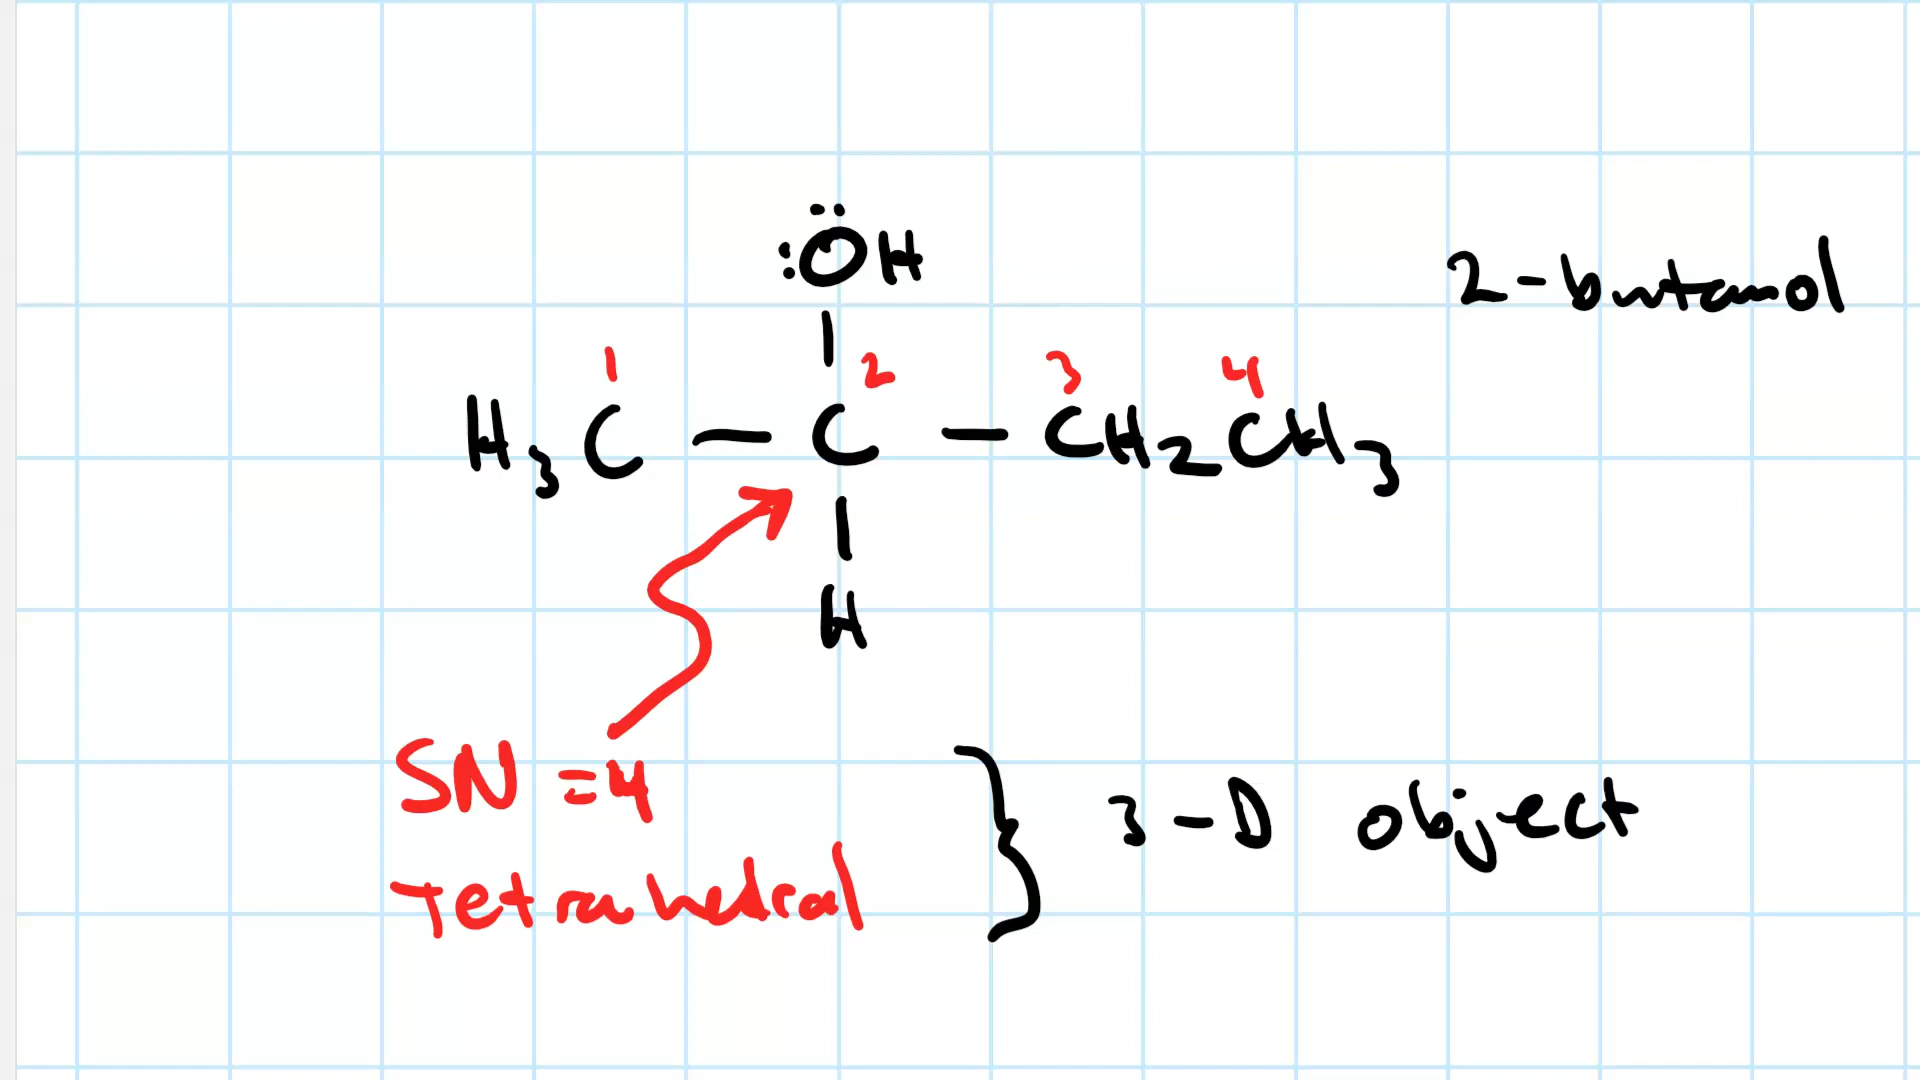 :ÖH
2-butanol
1 2 3 4
H3C - C - CH2CH3
H
SN = 4
Tetrahedral
3-D object